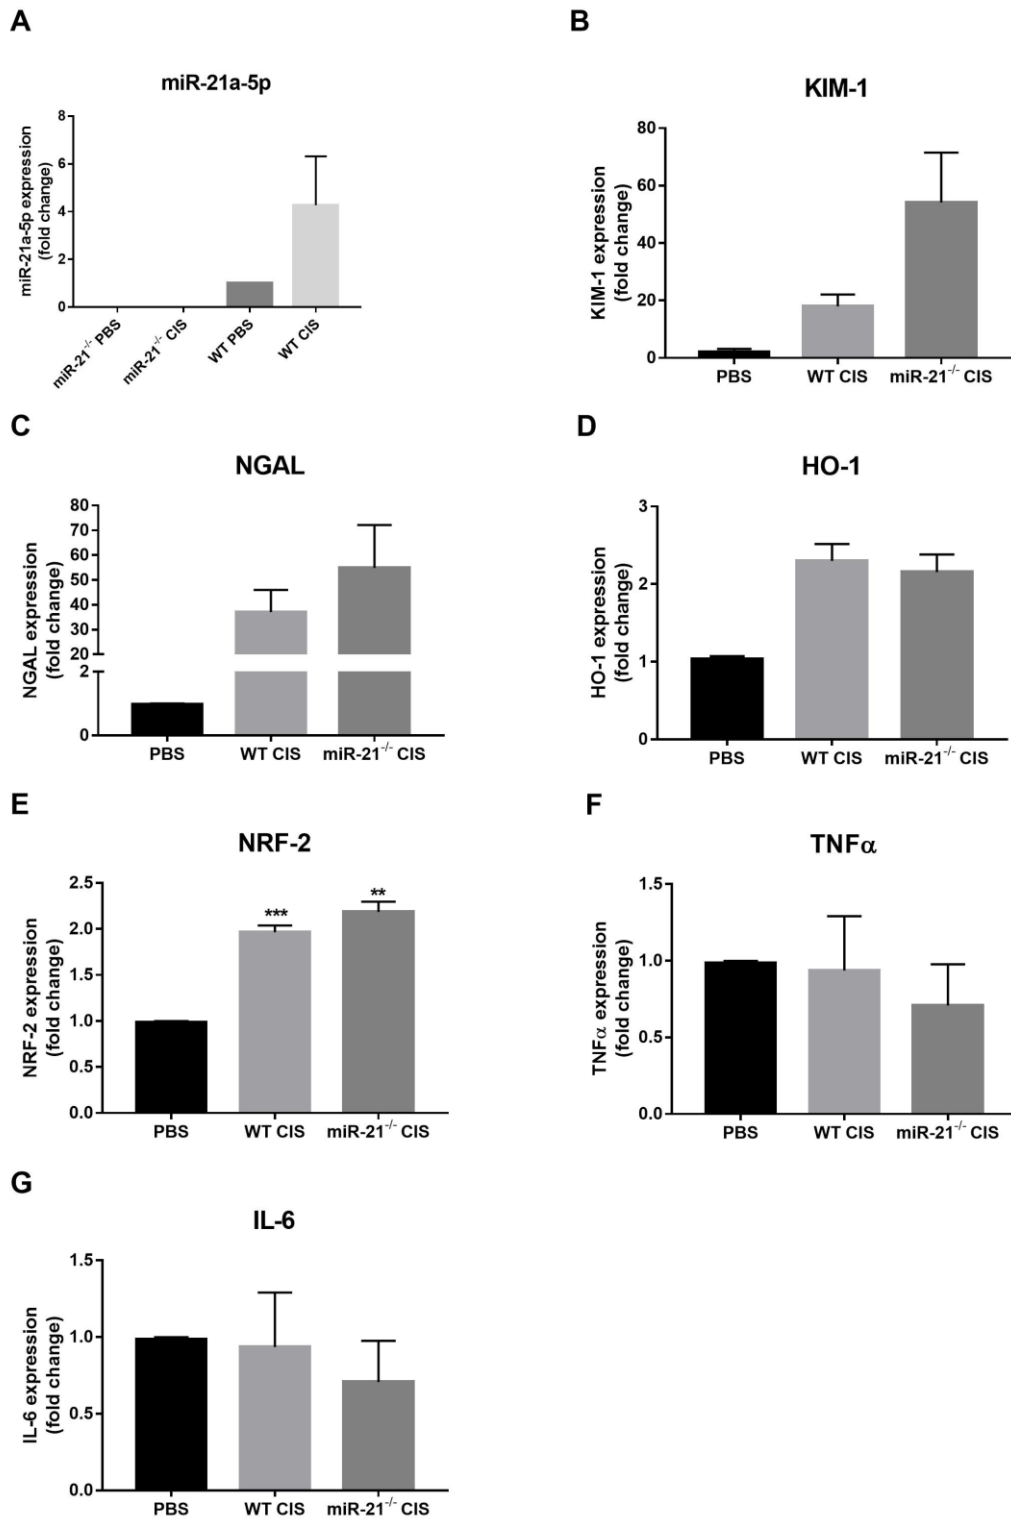 A
miR-21a-5p
miR-21a-5p expression
(fold change)
8
6
4
2
0
miR-21-/- PBS
miR-21-/- CIS
WT PBS
WT CIS
B
KIM-1
KIM-1 expression
(fold change)
80
60
40
20
0
PBS WT CIS miR-21-/- CIS
C
NGAL
NGAL expression
(fold change)
80
70
60
50
40
30
20
2
0
PBS WT CIS miR-21-/- CIS
D
HO-1
HO-1 expression
(fold change)
3
2
1
0
PBS WT CIS miR-21-/- CIS
E
NRF-2
NRF-2 expression
(fold change)
2.5
2.0
1.5
1.0
0.5
0.0
***
**
PBS WT CIS miR-21-/- CIS
F
TNFα
TNFα expression
(fold change)
1.5
1.0
0.5
0.0
PBS WT CIS miR-21-/- CIS
G
IL-6
IL-6 expression
(fold change)
1.5
1.0
0.5
0.0
PBS WT CIS miR-21-/- CIS